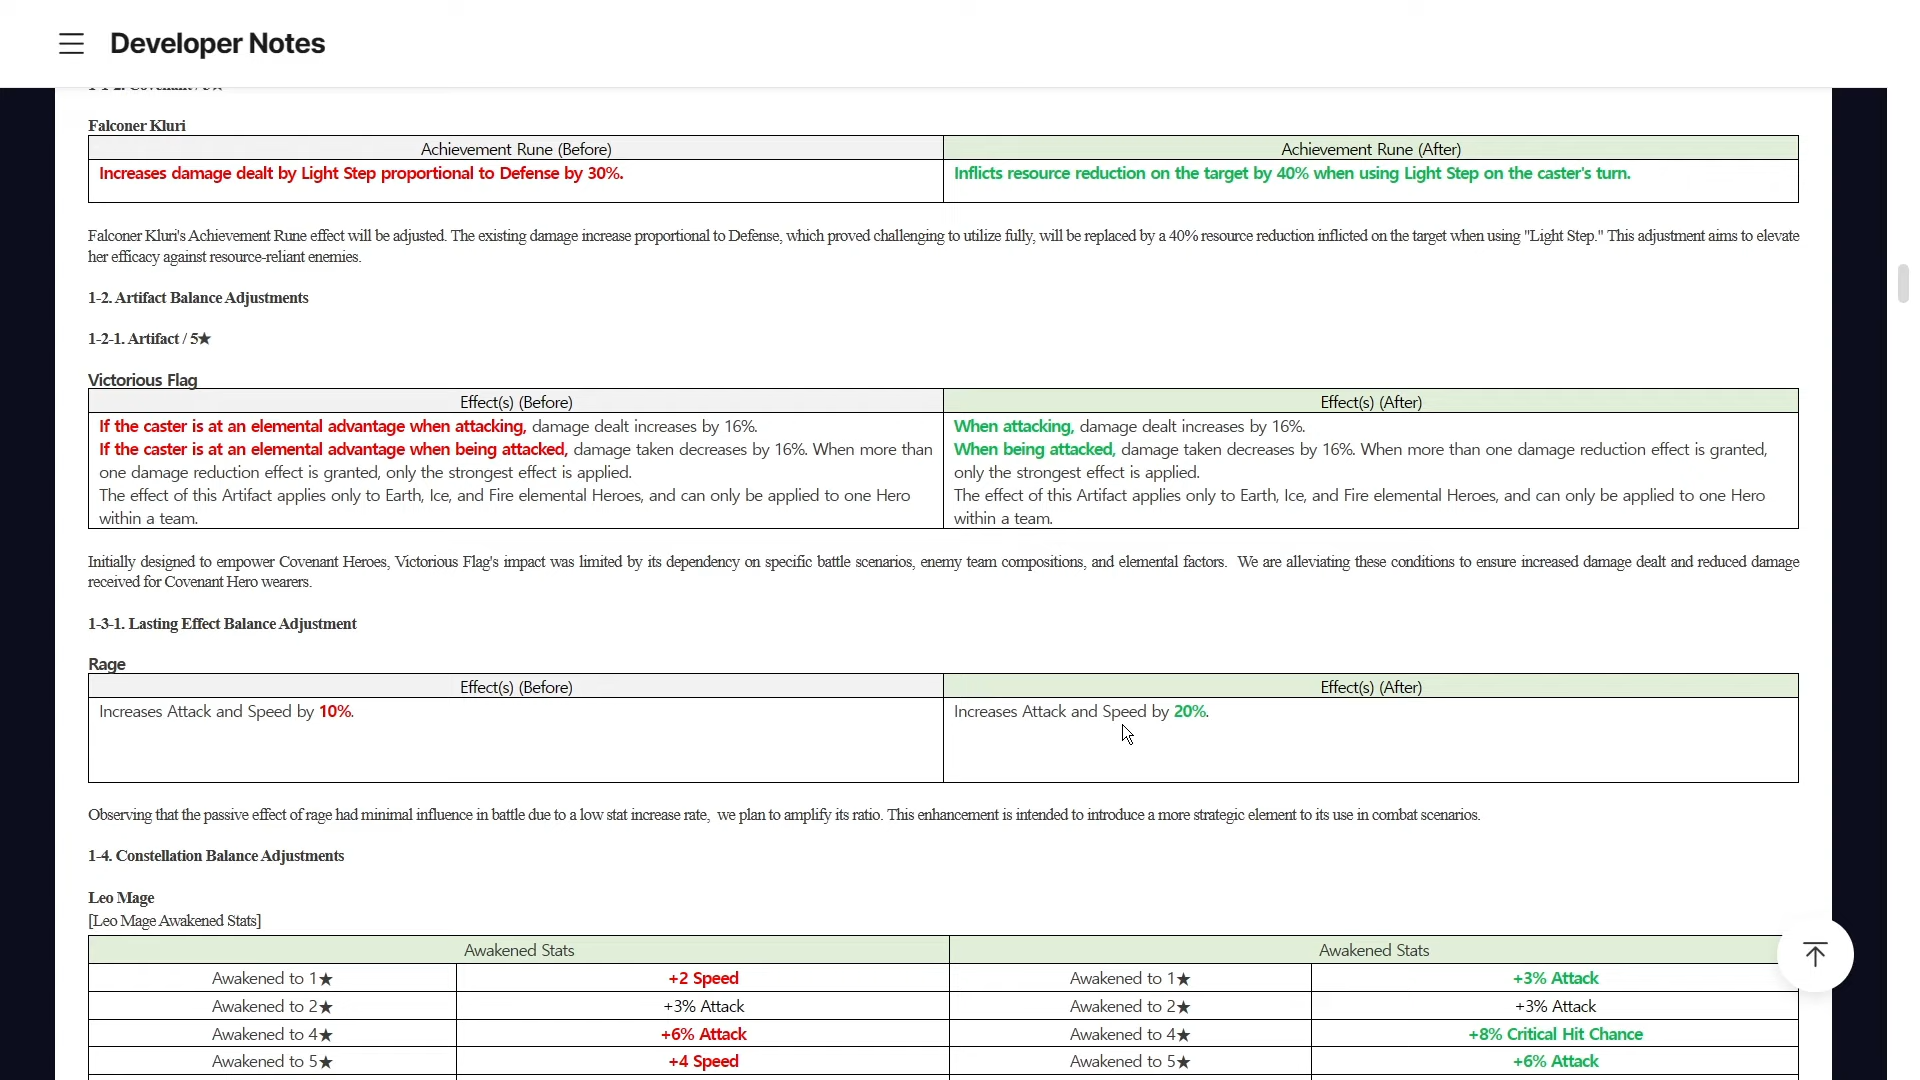 Developer Notes
Falconer Kluri
Achievement Rune (Before)
Achievement Rune (After)
Increases damage dealt by Light Step proportional to Defense by 30%.
Inflicts resource reduction on the target by 40% when using Light Step on the caster's turn.
Falconer Kluri's Achievement Rune effect will be adjusted. The existing damage increase proportional to Defense, which proved challenging to utilize fully, will be replaced by a 40% resource reduction inflicted on the target when using "Light Step." This adjustment aims to elevate
her efficacy against resource-reliant enemies.
1-2. Artifact Balance Adjustments
1-2-1. Artifact / 5★
Victorious Flag
Effect(s) (Before)
Effect(s) (After)
If the caster is at an elemental advantage when attacking, damage dealt increases by 16%.
If the caster is at an elemental advantage when being attacked, damage taken decreases by 16%. When more than
one damage reduction effect is granted, only the strongest effect is applied.
The effect of this Artifact applies only to Earth, Ice, and Fire elemental Heroes, and can only be applied to one Hero
within a team.
When attacking, damage dealt increases by 16%.
When being attacked, damage taken decreases by 16%. When more than one damage reduction effect is granted,
only the strongest effect is applied.
The effect of this Artifact applies only to Earth, Ice, and Fire elemental Heroes, and can only be applied to one Hero
within a team.
Initially designed to empower Covenant Heroes, Victorious Flag's impact was limited by its dependency on specific battle scenarios, enemy team compositions, and elemental factors. We are alleviating these conditions to ensure increased damage dealt and reduced damage
received for Covenant Hero wearers.
1-3-1. Lasting Effect Balance Adjustment
Rage
Effect(s) (Before)
Effect(s) (After)
Increases Attack and Speed by 10%.
Increases Attack and Speed by 20%.
Observing that the passive effect of rage had minimal influence in battle due to a low stat increase rate, we plan to amplify its ratio. This enhancement is intended to introduce a more strategic element to its use in combat scenarios.
1-4. Constellation Balance Adjustments
Leo Mage
[Leo Mage Awakened Stats]
Awakened Stats
Awakened Stats
Awakened to 1★ +2 Speed Awakened to 1★ +3% Attack
Awakened to 2★ +3% Attack Awakened to 2★ +3% Attack
Awakened to 4★ +6% Attack Awakened to 4★ +8% Critical Hit Chance
Awakened to 5★ +4 Speed Awakened to 5★ +6% Attack